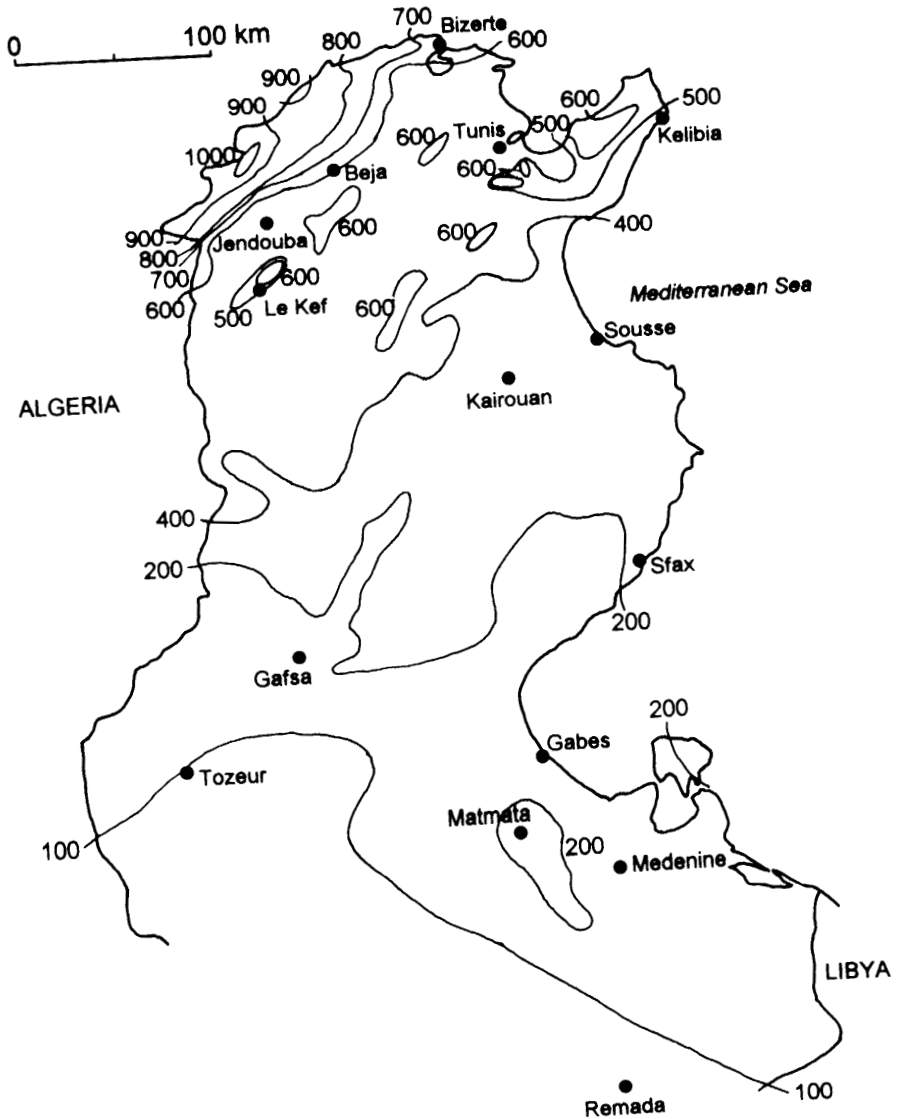 0
100 km
700
Bizerte
800
600
900
900
600
500
Kelibia
600
Tunis
500
1000
Beja
600
900
Jendouba
600
600
400
800
700
600
600
500
Le Kef
600
Mediterranean Sea
Sousse
ALGERIA
Kairouan
400
200
Sfax
200
Gafsa
200
Gabes
Tozeur
Matmata
100
200
Medenine
LIBYA
100
Remada